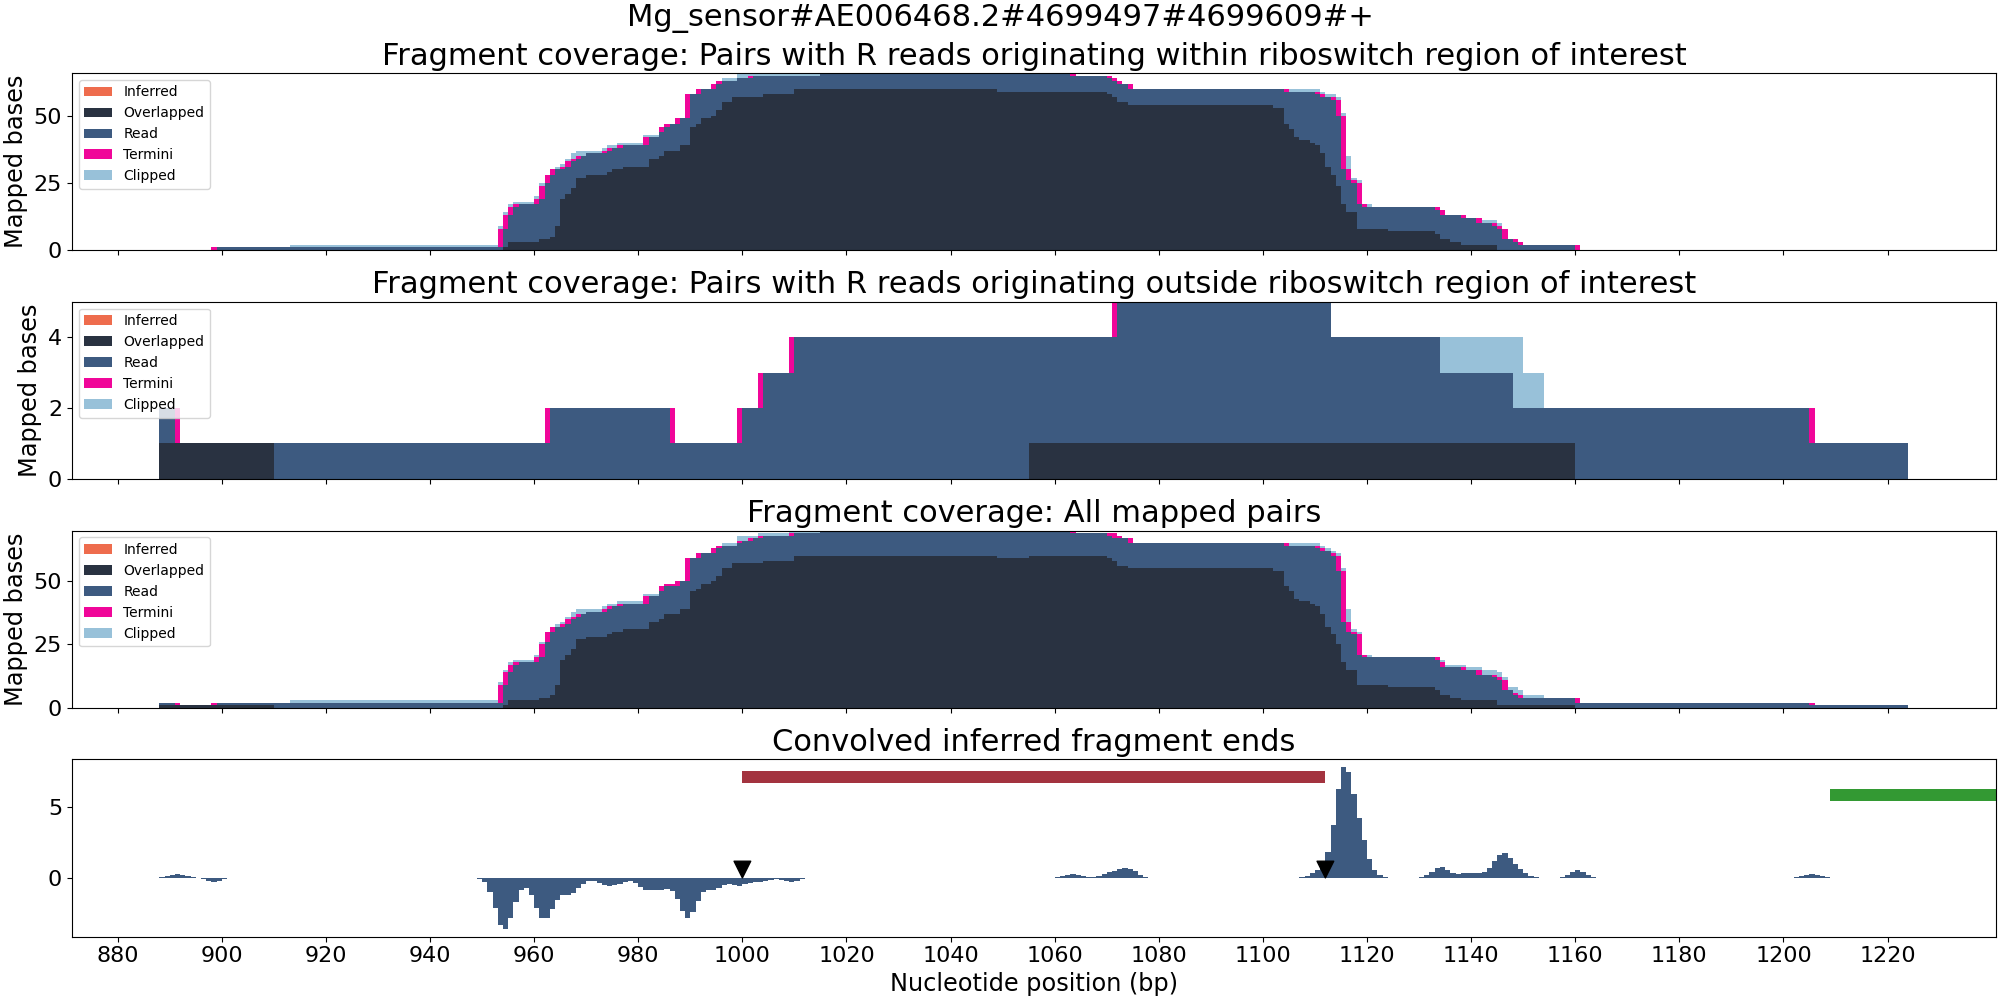 Mg_sensor#AE006468.2#4699497#4699609#+
Fragment coverage: Pairs with R reads originating within riboswitch region of interest
Mapped bases
50
25
0
Inferred
Overlapped
Read
Termini
Clipped
Fragment coverage: Pairs with R reads originating outside riboswitch region of interest
Mapped bases
4
2
0
Inferred
Overlapped
Read
Termini
Clipped
Fragment coverage: All mapped pairs
Mapped bases
50
25
0
Inferred
Overlapped
Read
Termini
Clipped
Convolved inferred fragment ends
5
0
880 900 920 940 960 980 1000 1020 1040 1060 1080 1100 1120 1140 1160 1180 1200 1220
Nucleotide position (bp)